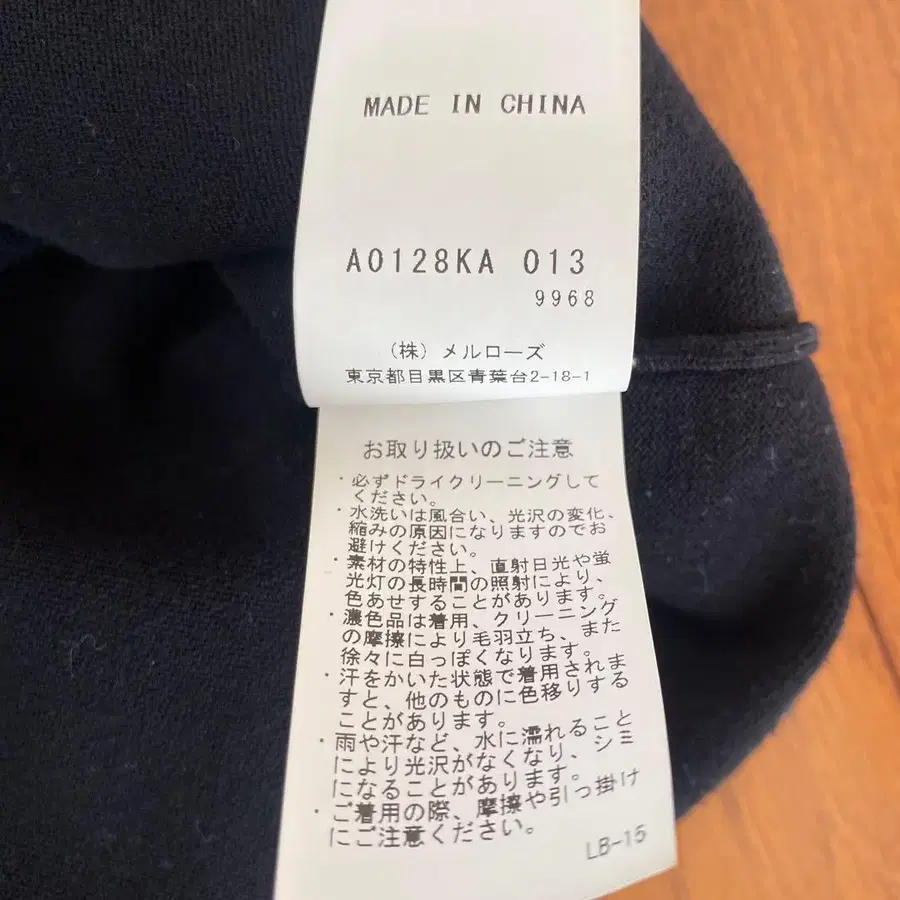 MADE IN CHINA
A0128KA 013
9968
(株) メルローズ
東京都目黒区青葉台2-18-1
お取り扱いのご注意
・必ずドライクリーニングして
ください。
・水洗いは風合い、光沢の変化、
縮みの原因になりますのでお
避けください。
・素材の特性上、直射日光や蛍
光灯の長時間の照射により、
色あせすることがあります。
・濃色品は着用、クリーニング
の摩擦により毛羽立ち、また
徐々に白っぽくなります。
・汗をかいた状態で着用されま
すと、他のものに色移りする
ことがあります。
・雨や汗など、水に濡れること
により光沢がなくなり、シミ
になることがあります。
・ご着用の際、摩擦や引っ掛け
にご注意ください。
LB-15